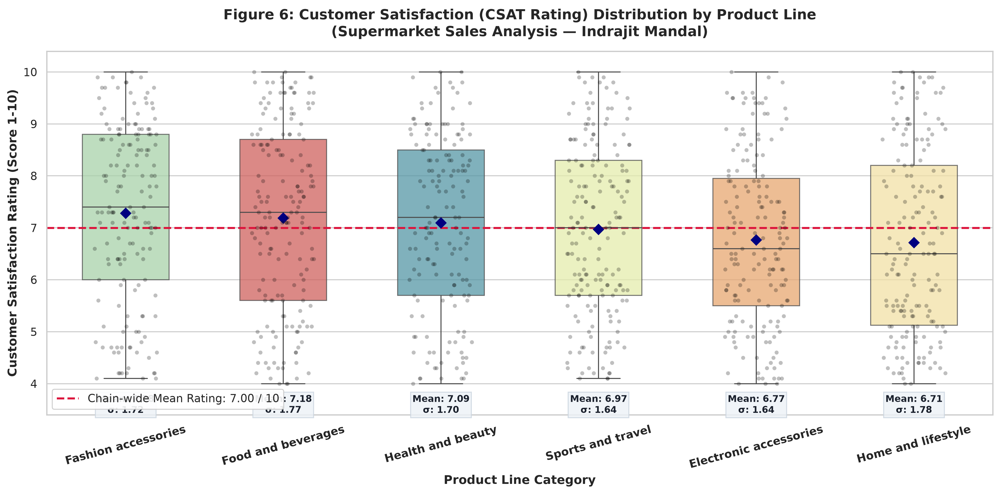 Figure 6: Customer Satisfaction (CSAT Rating) Distribution by Product Line
(Supermarket Sales Analysis — Indrajit Mandal)
Customer Satisfaction Rating (Score 1-10)
10
9
8
7
6
5
4
Chain-wide Mean Rating: 7.00 / 10
σ: 1.72
: 7.18
σ: 1.77
Mean: 7.09
σ: 1.70
Mean: 6.97
σ: 1.64
Mean: 6.77
σ: 1.64
Mean: 6.71
σ: 1.78
Fashion accessories
Food and beverages
Health and beauty
Sports and travel
Electronic accessories
Home and lifestyle
Product Line Category